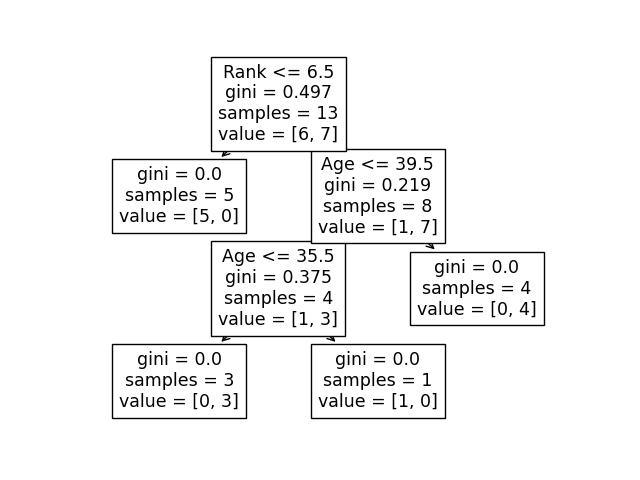 Rank <= 6.5
gini = 0.497
samples = 13
value = [6, 7]
gini = 0.0
samples = 5
value = [5, 0]
Age <= 39.5
gini = 0.219
samples = 8
value = [1, 7]
Age <= 35.5
gini = 0.375
samples = 4
value = [1, 3]
gini = 0.0
samples = 4
value = [0, 4]
gini = 0.0
samples = 3
value = [0, 3]
gini = 0.0
samples = 1
value = [1, 0]